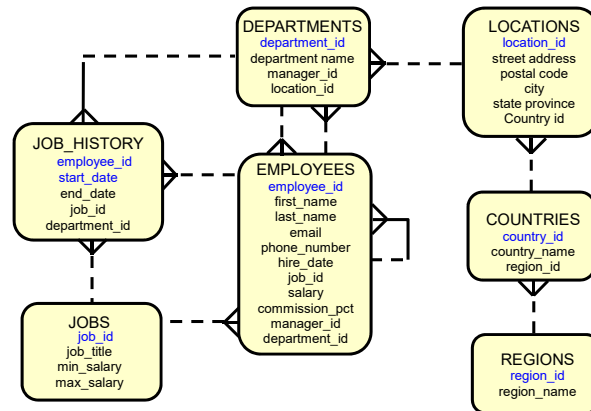 DEPARTMENTS
department_id
department name
manager_id
location_id
LOCATIONS
location_id
street address
postal code
city
state province
Country id
JOB_HISTORY
employee_id
start_date
end_date
job_id
department_id
EMPLOYEES
employee_id
first_name
last_name
email
phone_number
hire_date
job_id
salary
commission_pct
manager_id
department_id
COUNTRIES
country_id
country_name
region_id
JOBS
job_id
job_title
min_salary
max_salary
REGIONS
region_id
region_name